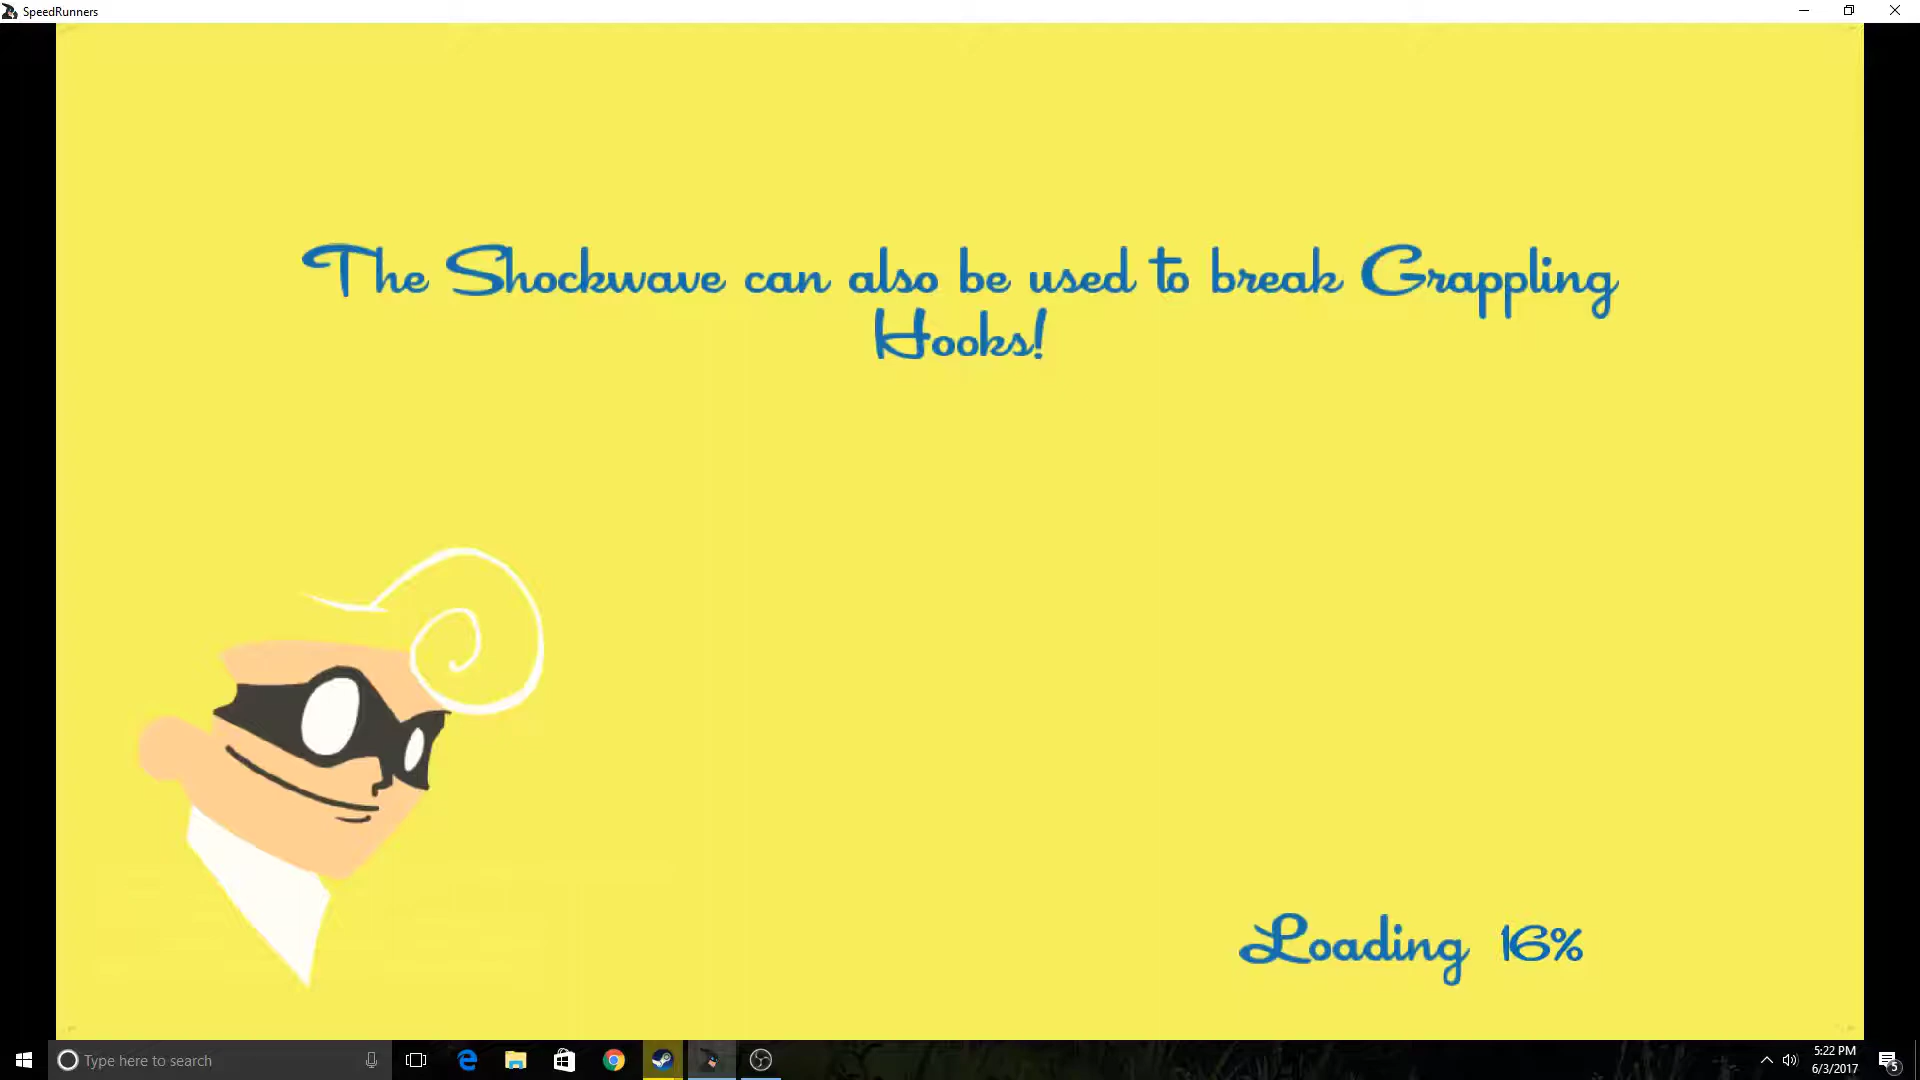 SpeedRunners
The Shockwave can also be used to break Grappling
Hooks!
Loading 16%
Type here to search
5:22 PM
6/3/2017
5